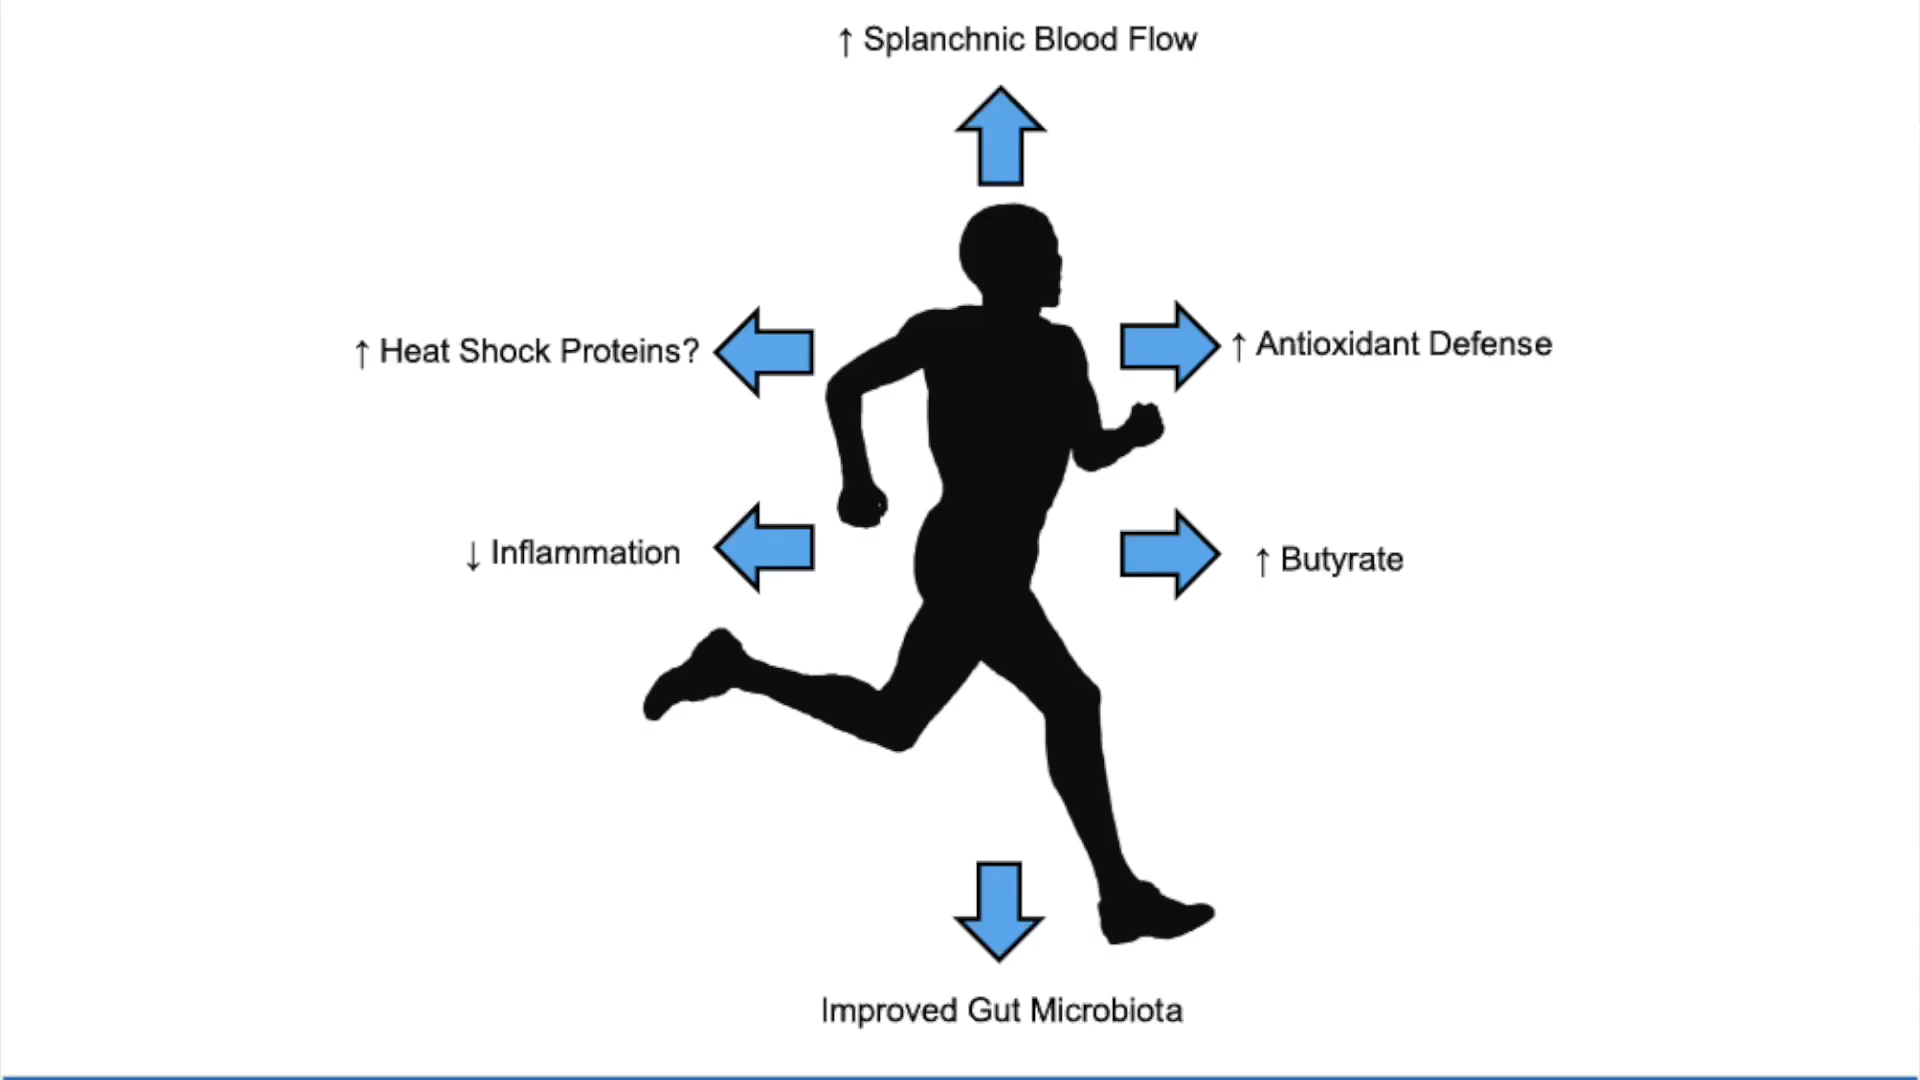 ↑ Splanchnic Blood Flow
↑ Heat Shock Proteins?
↑ Antioxidant Defense
↓ Inflammation
↑ Butyrate
Improved Gut Microbiota